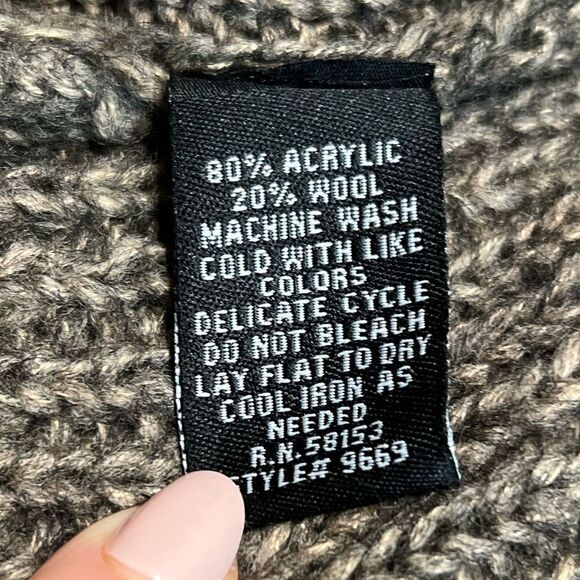 80% ACRYLIC
20% WOOL
MACHINE WASH
COLD WITH LIKE
COLORS
DELICATE CYCLE
DO NOT BLEACH
LAY FLAT TO DRY
COOL IRON AS
NEEDED
R.N. 58153
STYLE# 9669